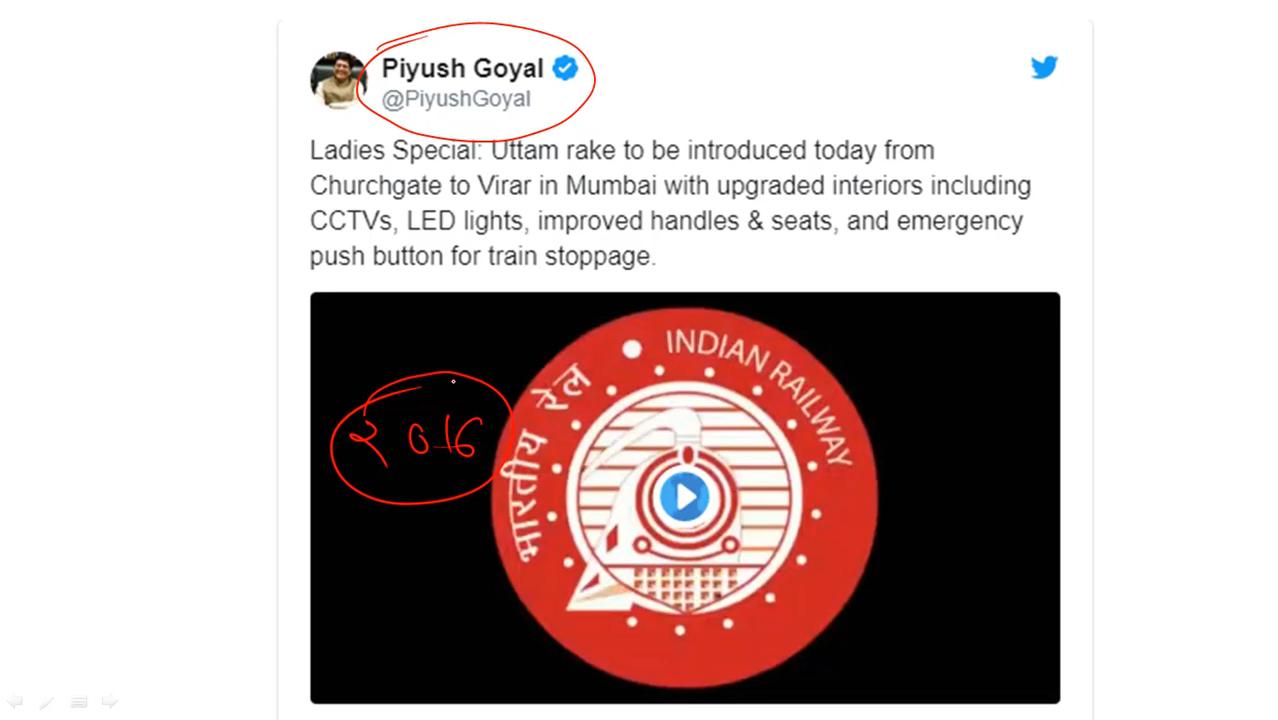 Piyush Goyal
@PiyushGoyal
Ladies Special: Uttam rake to be introduced today from
Churchgate to Virar in Mumbai with upgraded interiors including
CCTVs, LED lights, improved handles & seats, and emergency
push button for train stoppage.
भारतीय रेल
INDIAN RAILWAY
२016